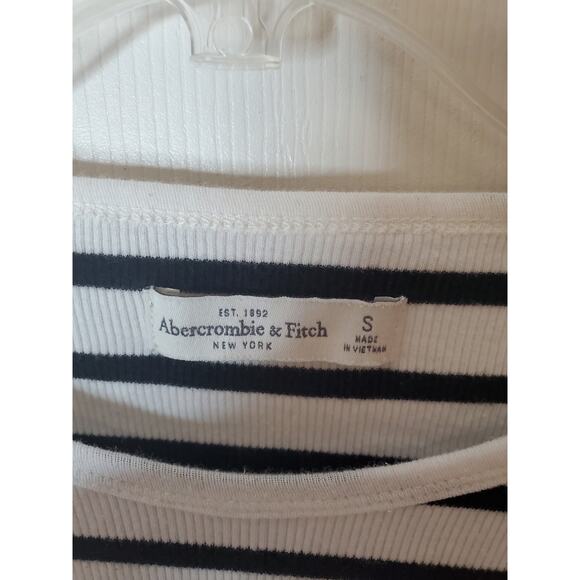 EST. 1892
Abercrombie & Fitch
NEW YORK
S
MADE
IN VIETNAM